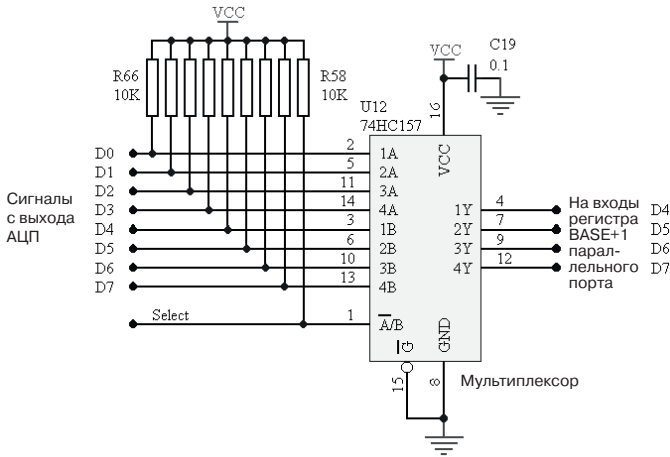 VCC
R66
10K
R58
10K
VCC
C19
0.1
16
U12
74HC157
VCC
Сигналы
с выхода
АЦП
D0
D1
D2
D3
D4
D5
D6
D7
Select
2
5
11
14
3
6
10
13
1
1A
2A
3A
4A
1B
2B
3B
4B
A/B
G
GND
15
8
1Y
2Y
3Y
4Y
4
7
9
12
На входы
регистра
BASE+1
парал-
лельного
порта
D4
D5
D6
D7
Мультиплексор